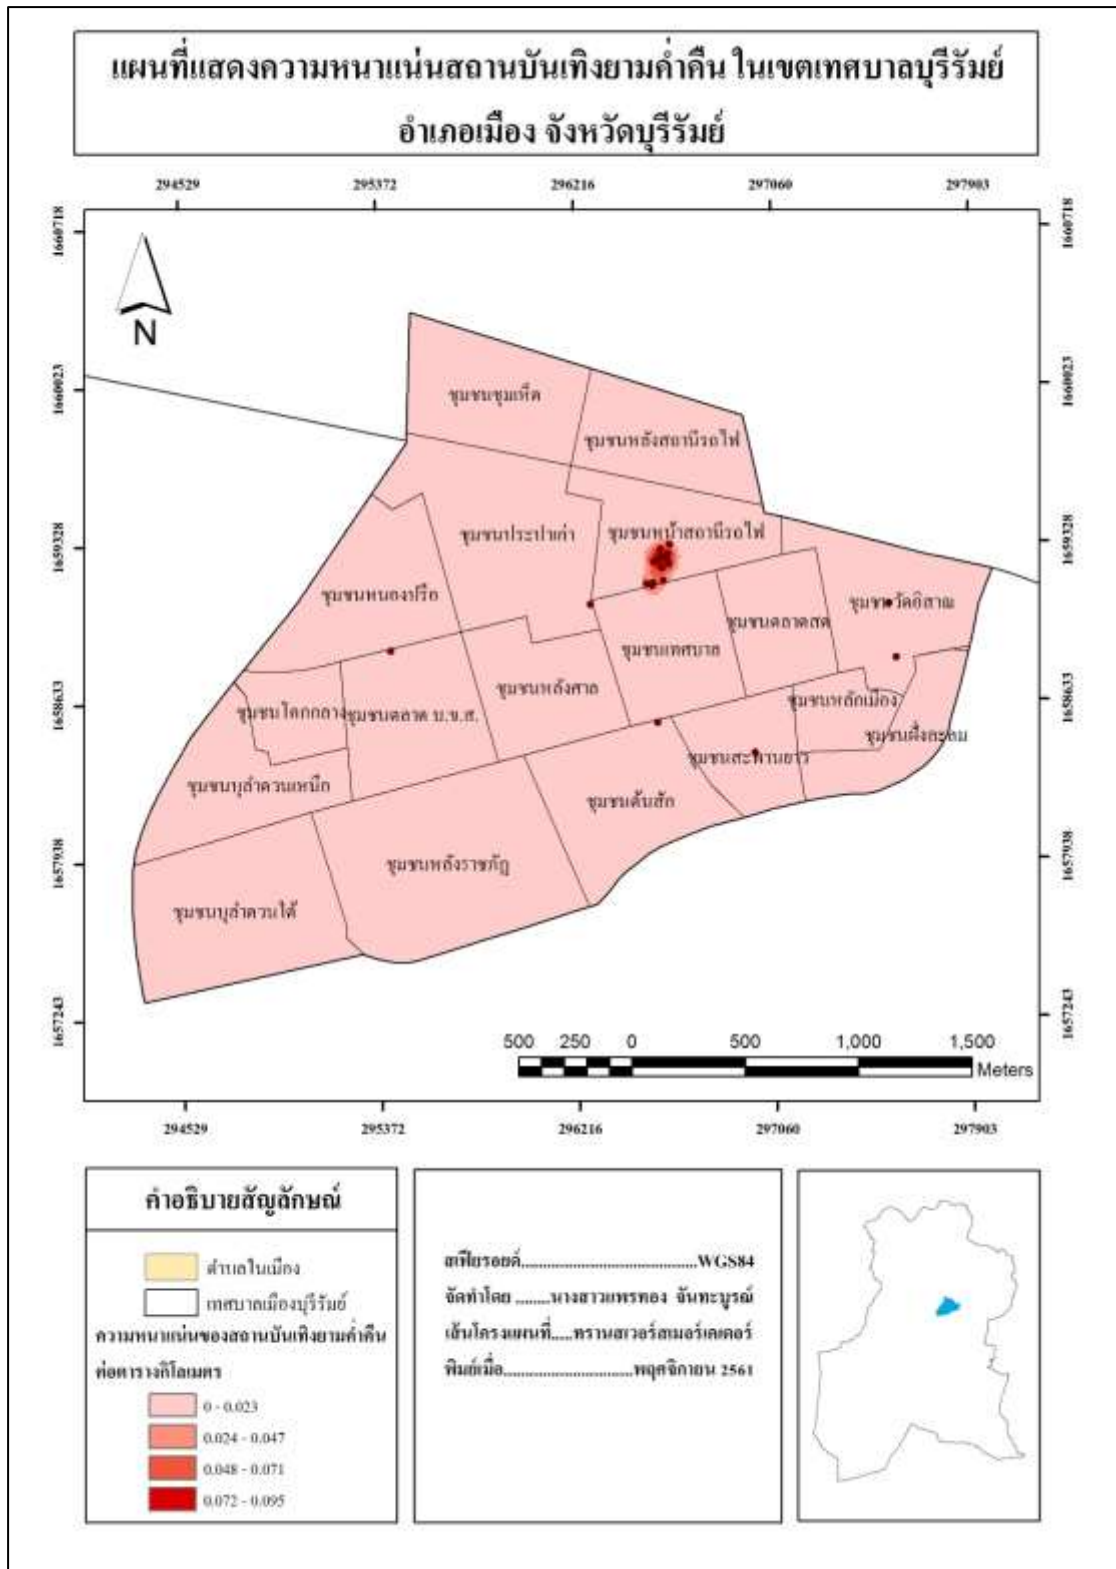 แผนที่แสดงความหนาแน่นสถานบันเทิงยามค่ำคืน ในเขตเทศบาลบุรีรัมย์
อำเภอเมือง จังหวัดบุรีรัมย์
294529 295372 296216 297060 297903
1660718
1660023
1659328
1658633
1657938
1657243
1660718
1660023
1659328
1658633
1657938
1657243
N
ชุมชนชุมเห็ด
ชุมชนหลังสถานีรถไฟ
ชุมชนประปาเก่า
ชุมชนหน้าสถานีรถไฟ
ชุมชนหนองปรือ
ชุมชนวัดอิสาณ
ชุมชนตลาดสด
ชุมชนเทศบาล
ชุมชนหลังศาล
ชุมชนโคกกลาง
ชุมชนตลาด บ.ข.ส.
ชุมชนหลักเมือง
ชุมชนฝั่งละลม
ชุมชนสะพานยาว
ชุมชนบุลำดวนเหนือ
ชุมชนต้นสัก
ชุมชนหลังราชภัฏ
ชุมชนบุลำดวนใต้
500 250 0 500 1,000 1,500
Meters
294529 295372 296216 297060 297903
คำอธิบายสัญลักษณ์
ตำบลในเมือง
เทศบาลเมืองบุรีรัมย์
ความหนาแน่นของสถานบันเทิงยามค่ำคืน
ต่อตารางกิโลเมตร
0 - 0.023
0.024 - 0.047
0.048 - 0.071
0.072 - 0.095
สเฟียรอยด์..........................................WGS84
จัดทำโดย ........นางสาวแพรทอง จันทะบูรณ์
เส้นโครงแผนที่.....ทรานสเวอร์สเมอร์เคเตอร์
พิมพ์เมื่อ...............................พฤศจิกายน 2561